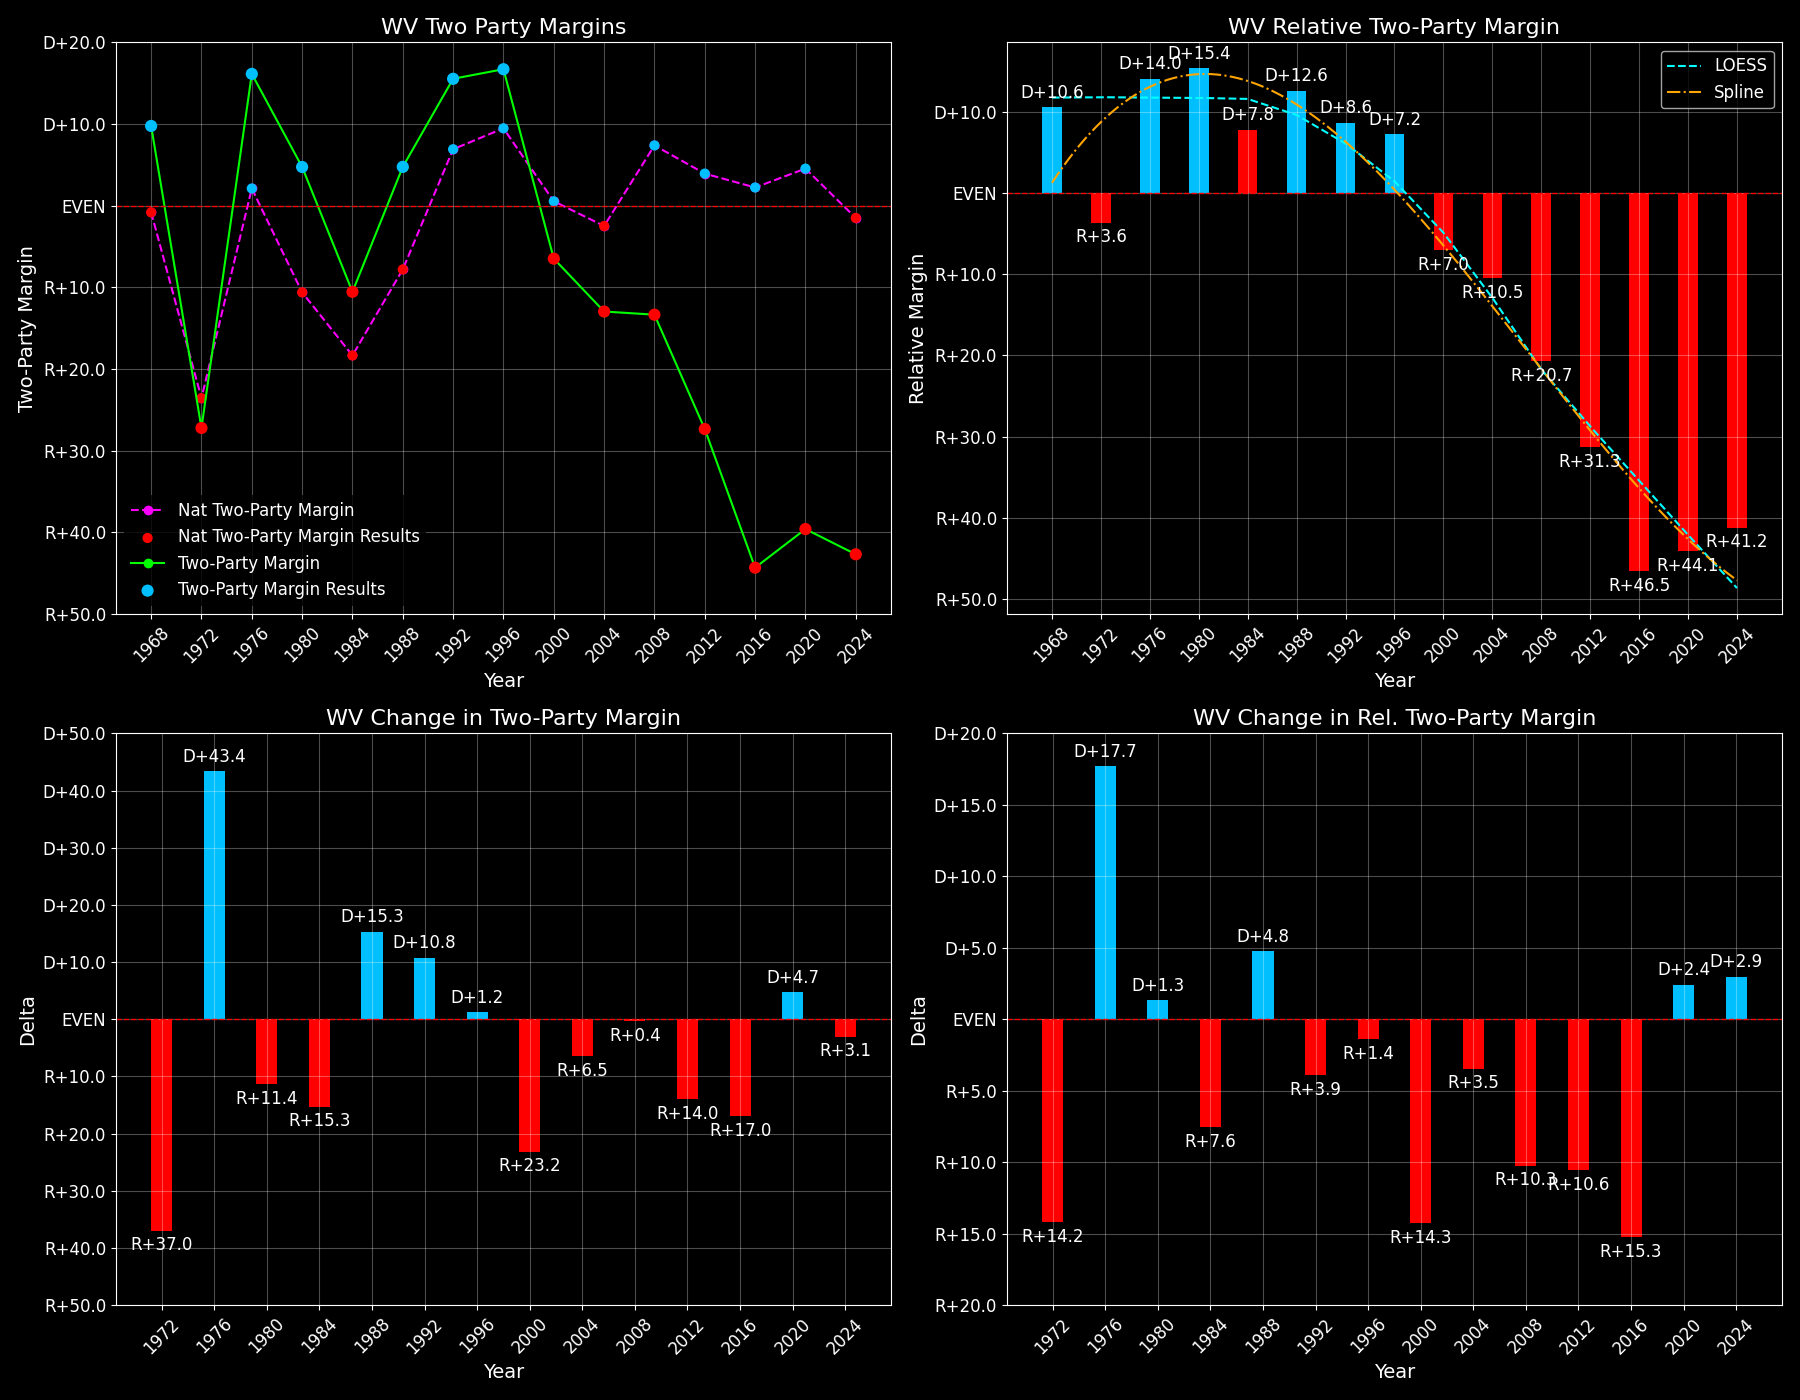 WV Two Party Margins
D+20.0
D+10.0
EVEN
R+10.0
R+20.0
R+30.0
R+40.0
R+50.0
Two-Party Margin
Nat Two-Party Margin
Nat Two-Party Margin Results
Two-Party Margin
Two-Party Margin Results
1968
1972
1976
1980
1984
1988
1992
1996
2000
2004
2008
2012
2016
2020
2024
Year
WV Relative Two-Party Margin
D+10.0
EVEN
R+10.0
R+20.0
R+30.0
R+40.0
R+50.0
Relative Margin
LOESS
Spline
D+10.6
R+3.6
D+14.0
D+15.4
D+7.8
D+12.6
D+8.6
D+7.2
R+7.0
R+10.5
R+20.7
R+31.3
R+46.5
R+44.1
R+41.2
1968
1972
1976
1980
1984
1988
1992
1996
2000
2004
2008
2012
2016
2020
2024
Year
WV Change in Two-Party Margin
D+50.0
D+40.0
D+30.0
D+20.0
D+10.0
EVEN
R+10.0
R+20.0
R+30.0
R+40.0
R+50.0
Delta
R+37.0
D+43.4
R+11.4
R+15.3
D+15.3
D+10.8
D+1.2
R+23.2
R+6.5
R+0.4
R+14.0
R+17.0
D+4.7
R+3.1
1972
1976
1980
1984
1988
1992
1996
2000
2004
2008
2012
2016
2020
2024
Year
WV Change in Rel. Two-Party Margin
D+20.0
D+15.0
D+10.0
D+5.0
EVEN
R+5.0
R+10.0
R+15.0
R+20.0
Delta
R+14.2
D+17.7
D+1.3
R+7.6
D+4.8
R+3.9
R+1.4
R+14.3
R+3.5
R+10.3
R+10.6
R+15.3
D+2.4
D+2.9
1972
1976
1980
1984
1988
1992
1996
2000
2004
2008
2012
2016
2020
2024
Year